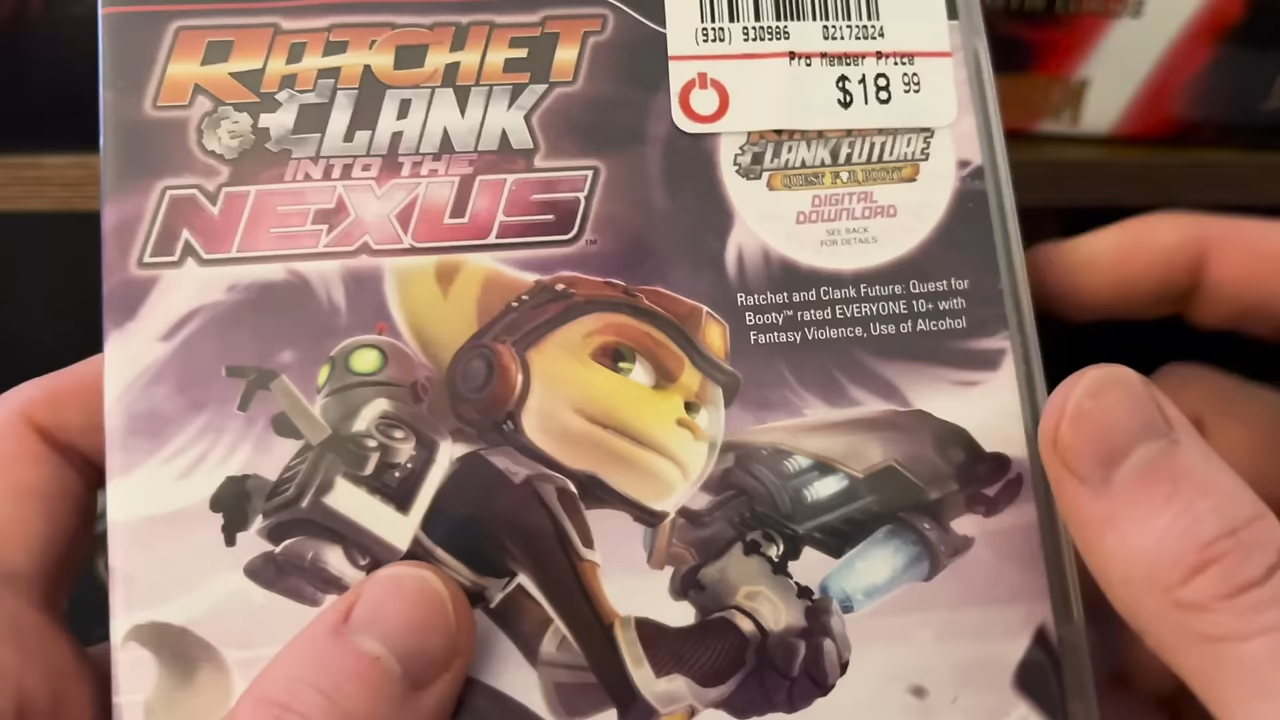 RATCHET
& CLANK
INTO THE
NEXUS™
(930) 930986 02172024
Pro Member Price
$18 99
CLANK FUTURE
QUEST FOR BOOTY
DIGITAL
DOWNLOAD
SEE BACK
FOR DETAILS
Ratchet and Clank Future: Quest for
Booty™ rated EVERYONE 10+ with
Fantasy Violence, Use of Alcohol